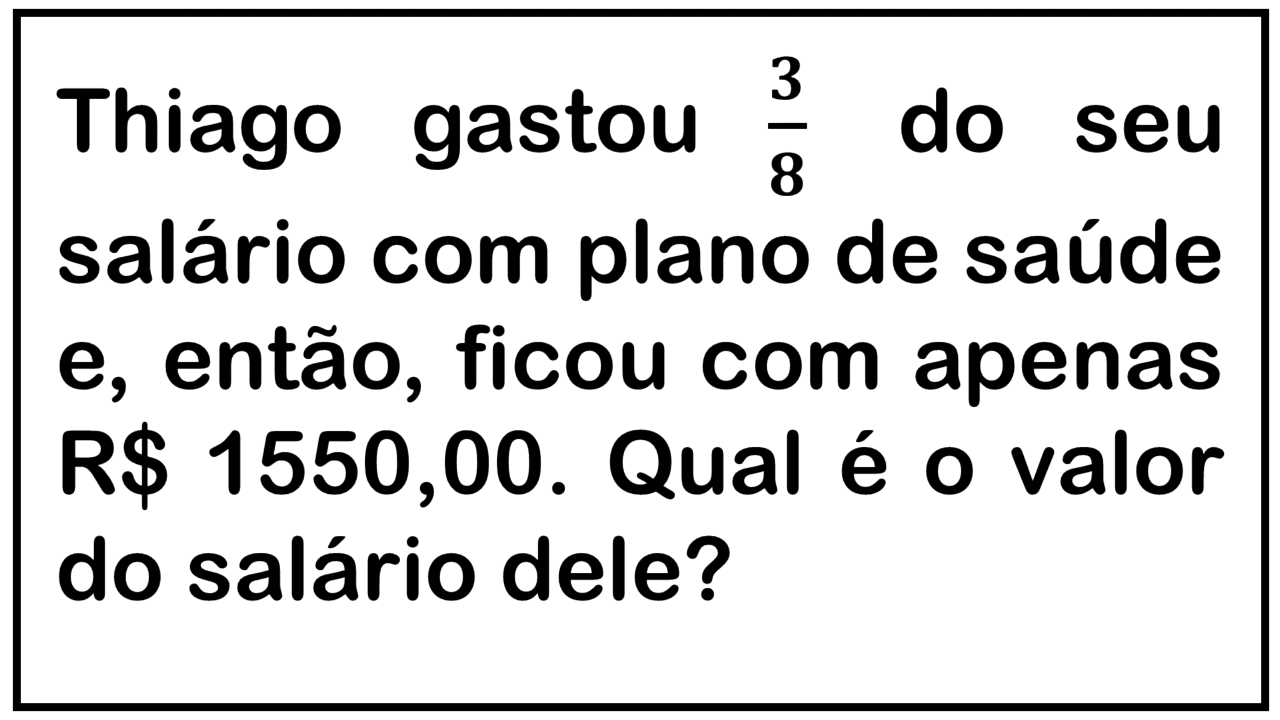 Thiago gastou 3/8 do seu
salário com plano de saúde
e, então, ficou com apenas
R$ 1550,00. Qual é o valor
do salário dele?